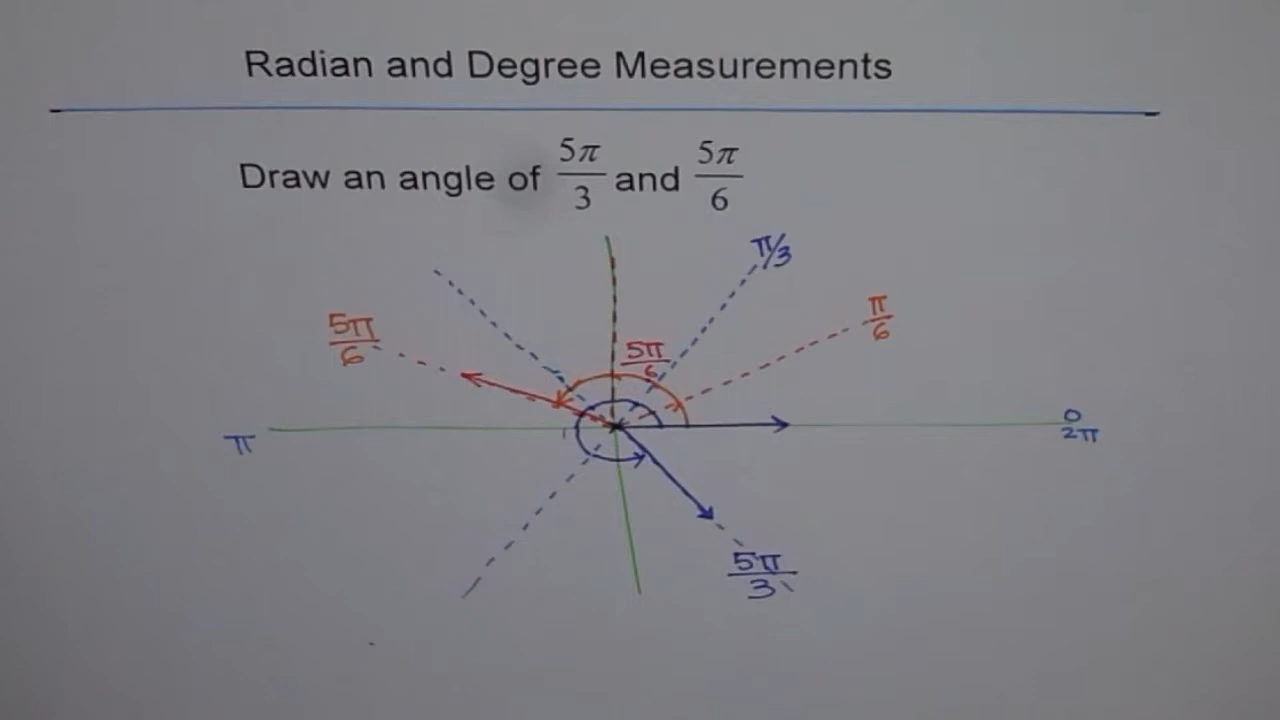 Radian and Degree Measurements
Draw an angle of 5π/3 and 5π/6
π/3
π/6
5π/6
5π/6
0
2π
π
5π/3